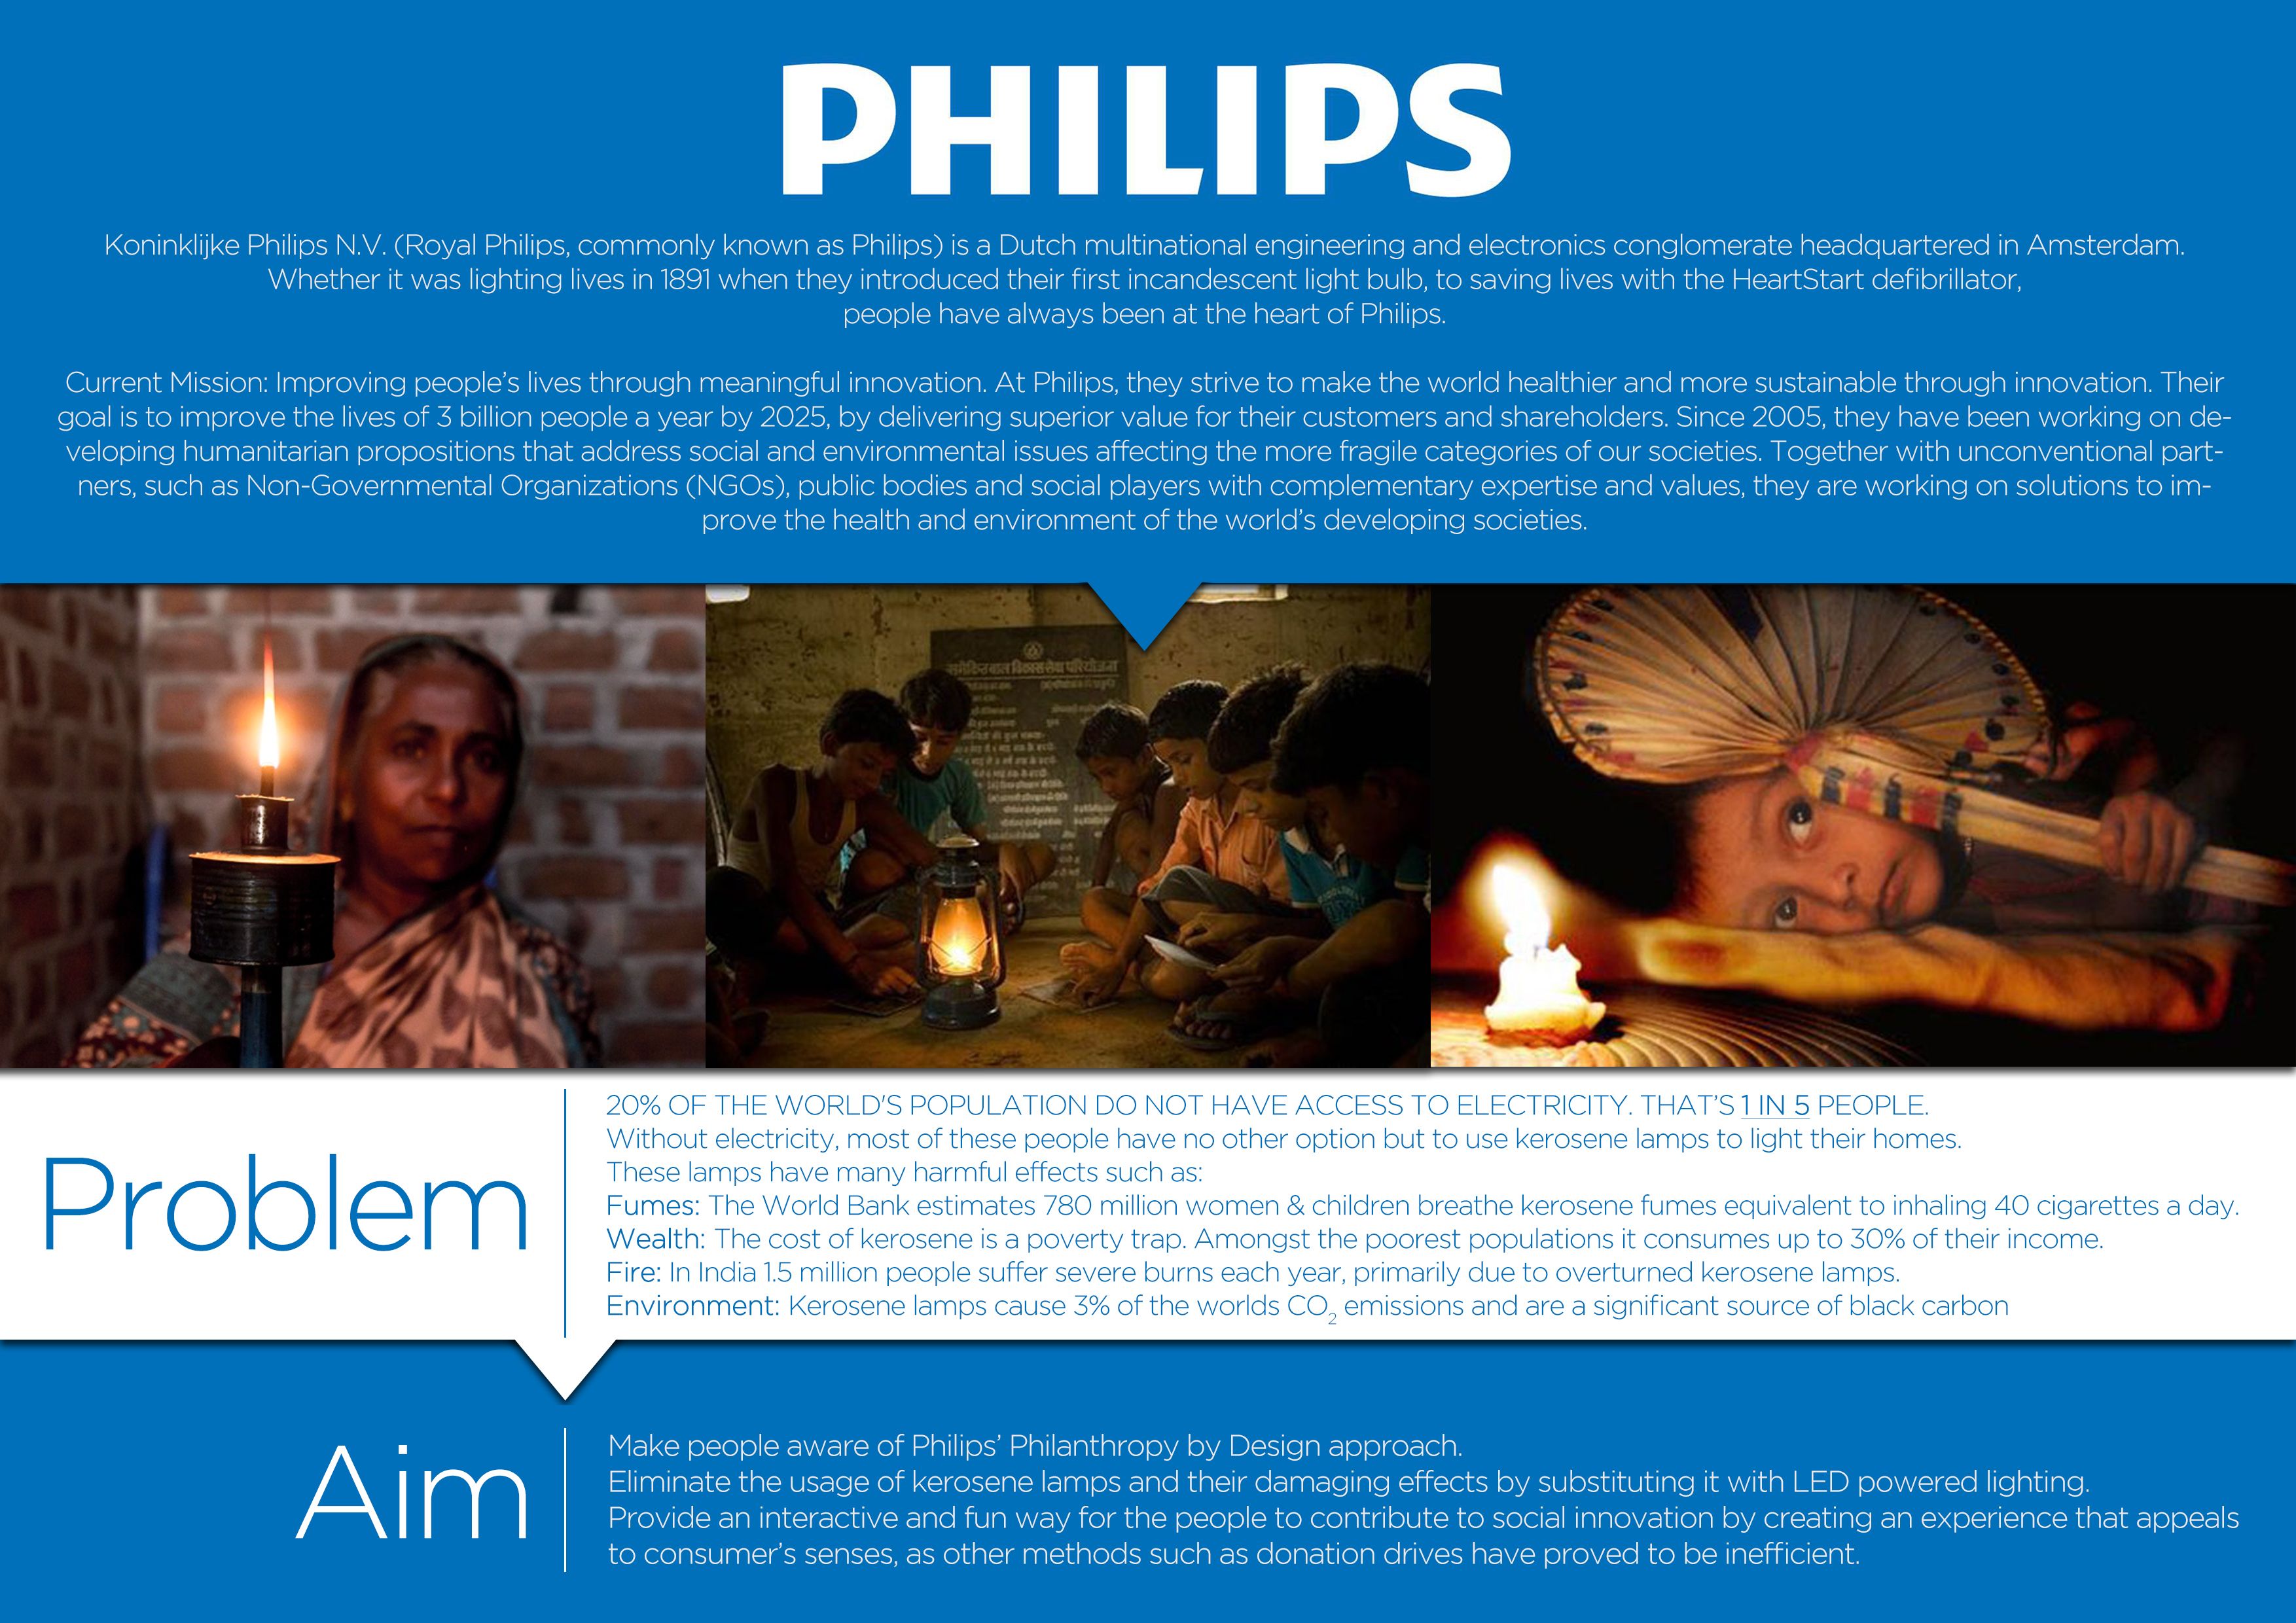 PHILIPS
Koninklijke Philips N.V. (Royal Philips, commonly known as Philips) is a Dutch multinational engineering and electronics conglomerate headquartered in Amsterdam.
Whether it was lighting lives in 1891 when they introduced their first incandescent light bulb, to saving lives with the HeartStart defibrillator,
people have always been at the heart of Philips.
Current Mission: Improving people's lives through meaningful innovation. At Philips, they strive to make the world healthier and more sustainable through innovation. Their
goal is to improve the lives of 3 billion people a year by 2025, by delivering superior value for their customers and shareholders. Since 2005, they have been working on de-
veloping humanitarian propositions that address social and environmental issues affecting the more fragile categories of our societies. Together with unconventional part-
ners, such as Non-Governmental Organizations (NGOs), public bodies and social players with complementary expertise and values, they are working on solutions to im-
prove the health and environment of the world's developing societies.
समेकित बाल विकास सेवा परियोजना
Problem
20% OF THE WORLD'S POPULATION DO NOT HAVE ACCESS TO ELECTRICITY. THAT'S 1 IN 5 PEOPLE.
Without electricity, most of these people have no other option but to use kerosene lamps to light their homes.
These lamps have many harmful effects such as:
Fumes: The World Bank estimates 780 million women & children breathe kerosene fumes equivalent to inhaling 40 cigarettes a day.
Wealth: The cost of kerosene is a poverty trap. Amongst the poorest populations it consumes up to 30% of their income.
Fire: In India 1.5 million people suffer severe burns each year, primarily due to overturned kerosene lamps.
Environment: Kerosene lamps cause 3% of the worlds CO₂ emissions and are a significant source of black carbon
Aim
Make people aware of Philips' Philanthropy by Design approach.
Eliminate the usage of kerosene lamps and their damaging effects by substituting it with LED powered lighting.
Provide an interactive and fun way for the people to contribute to social innovation by creating an experience that appeals
to consumer's senses, as other methods such as donation drives have proved to be inefficient.